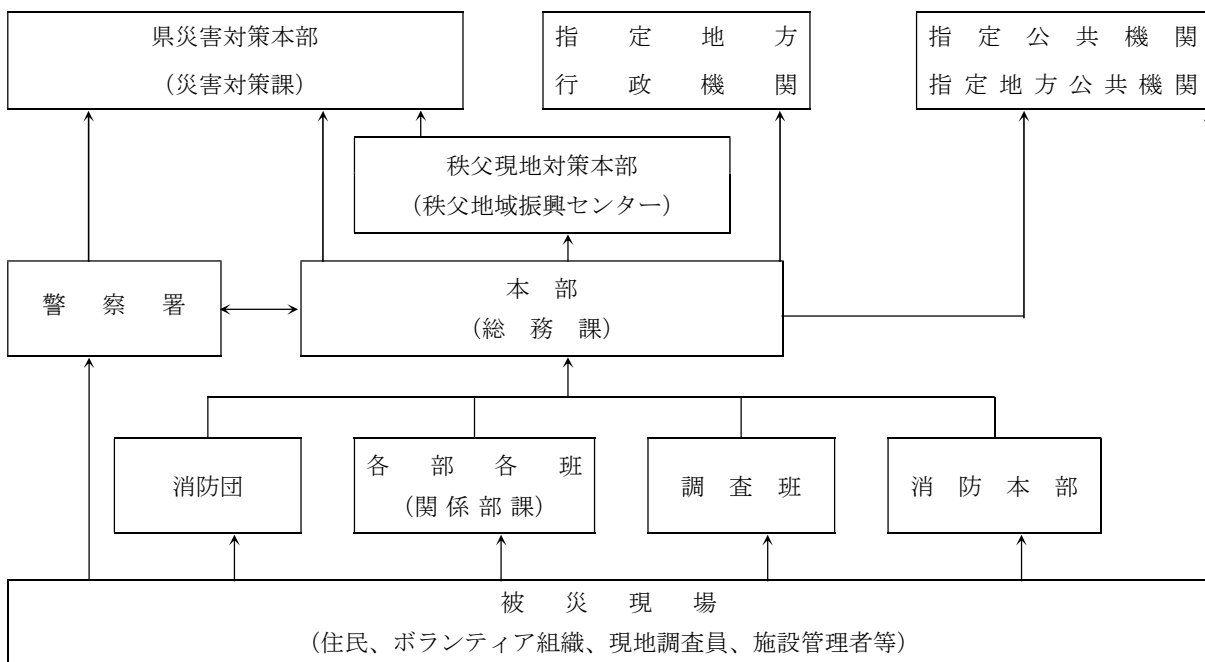 県災害対策本部
（災害対策課）
指定地方
行政機関
指定公共機関
指定地方公共機関
秩父現地対策本部
（秩父地域振興センター）
警察署
本部
（総務課）
消防団
各部各班
（関係部課）
調査班
消防本部
被災現場
（住民、ボランティア組織、現地調査員、施設管理者等）